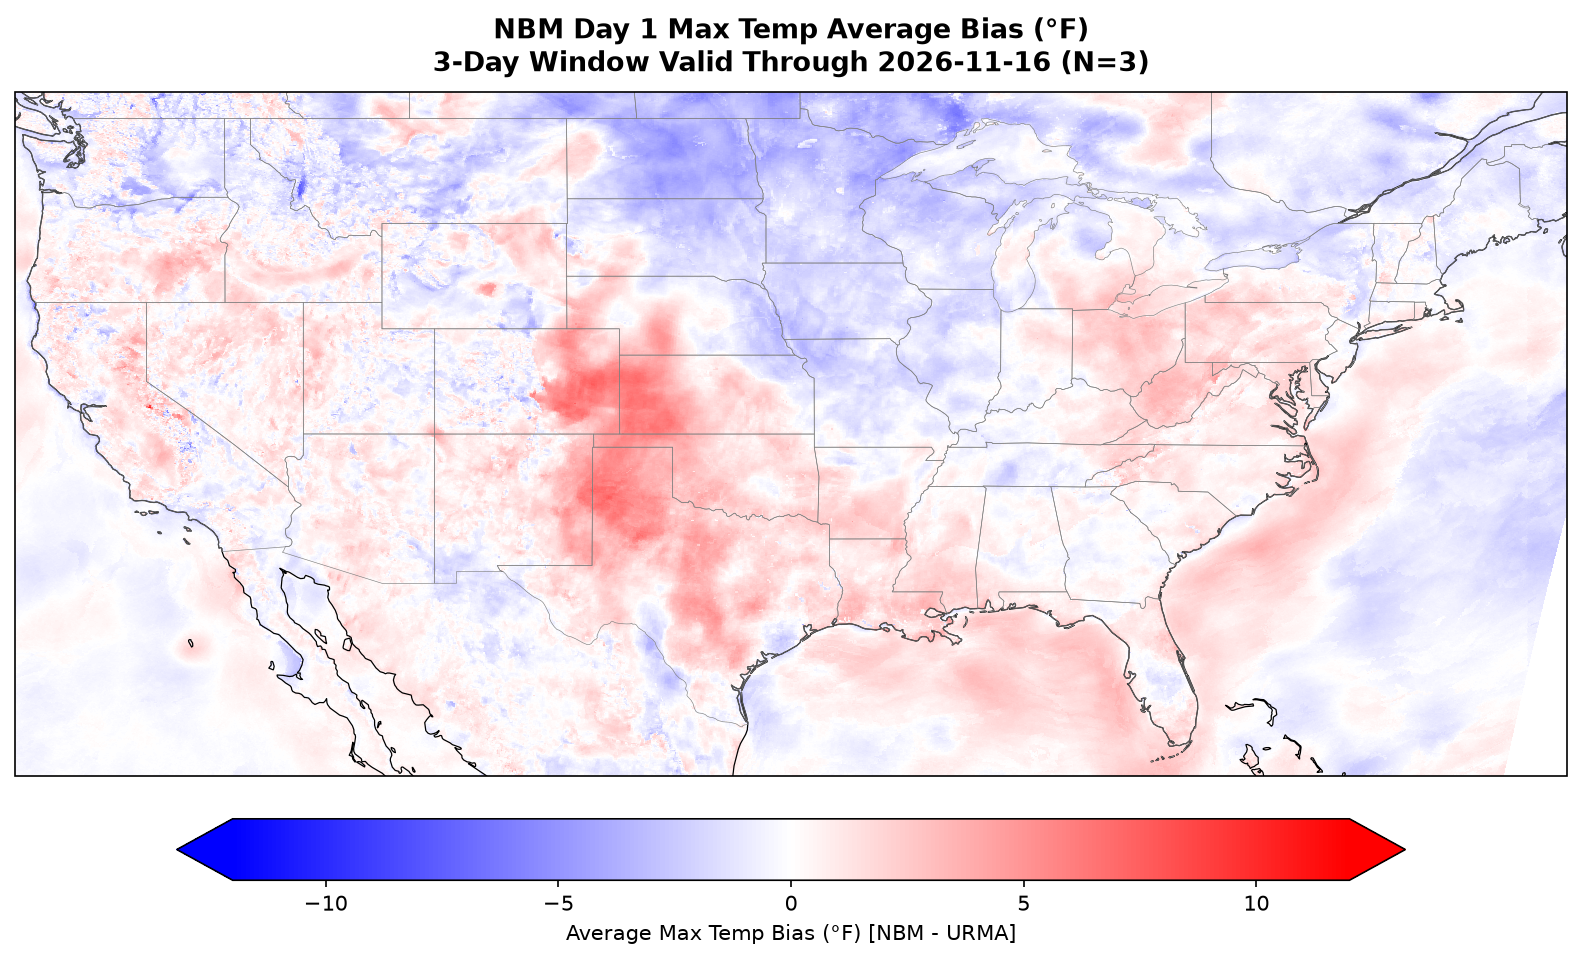 NBM Day 1 Max Temp Average Bias (°F)
3-Day Window Valid Through 2026-11-16 (N=3)
−10 −5 0 5 10
Average Max Temp Bias (°F) [NBM - URMA]